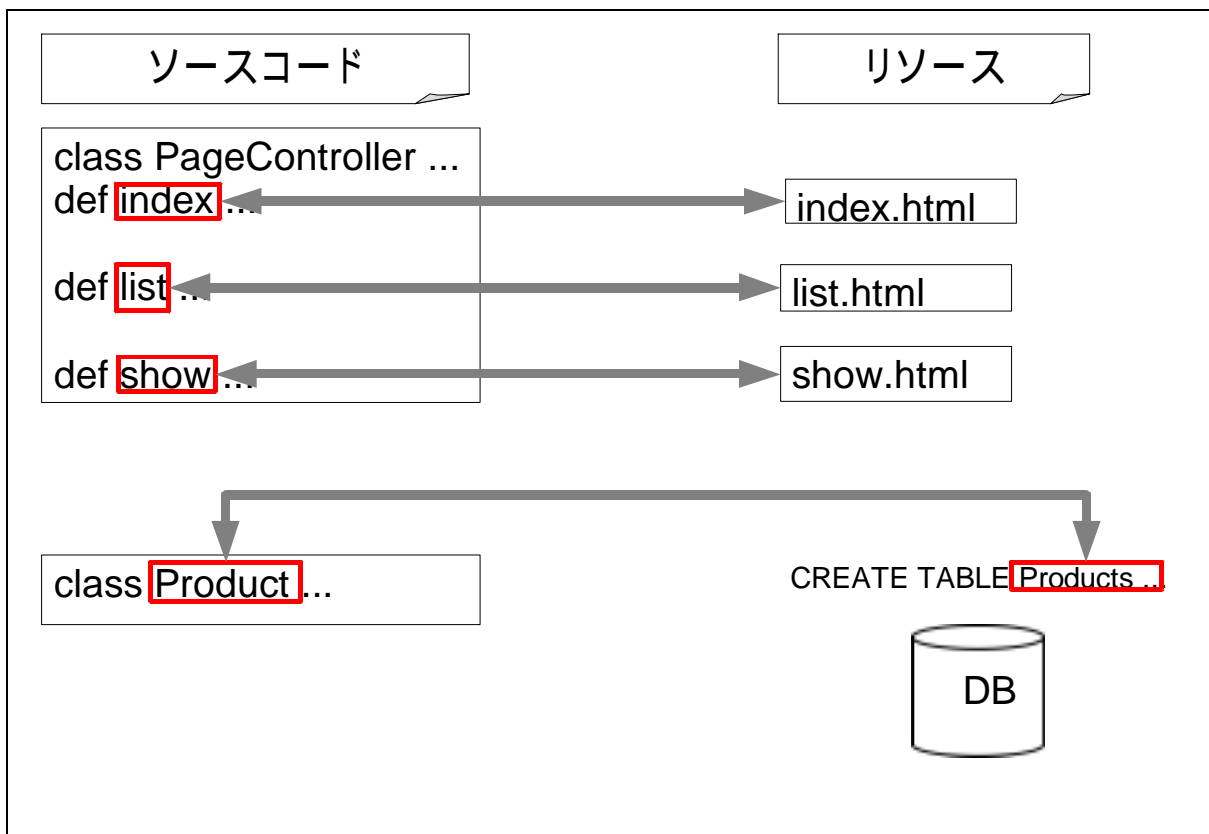 ソースコード
リソース
class PageController ...
def index ...
index.html
def list ...
list.html
def show ...
show.html
class Product ...
CREATE TABLE Products ...
DB